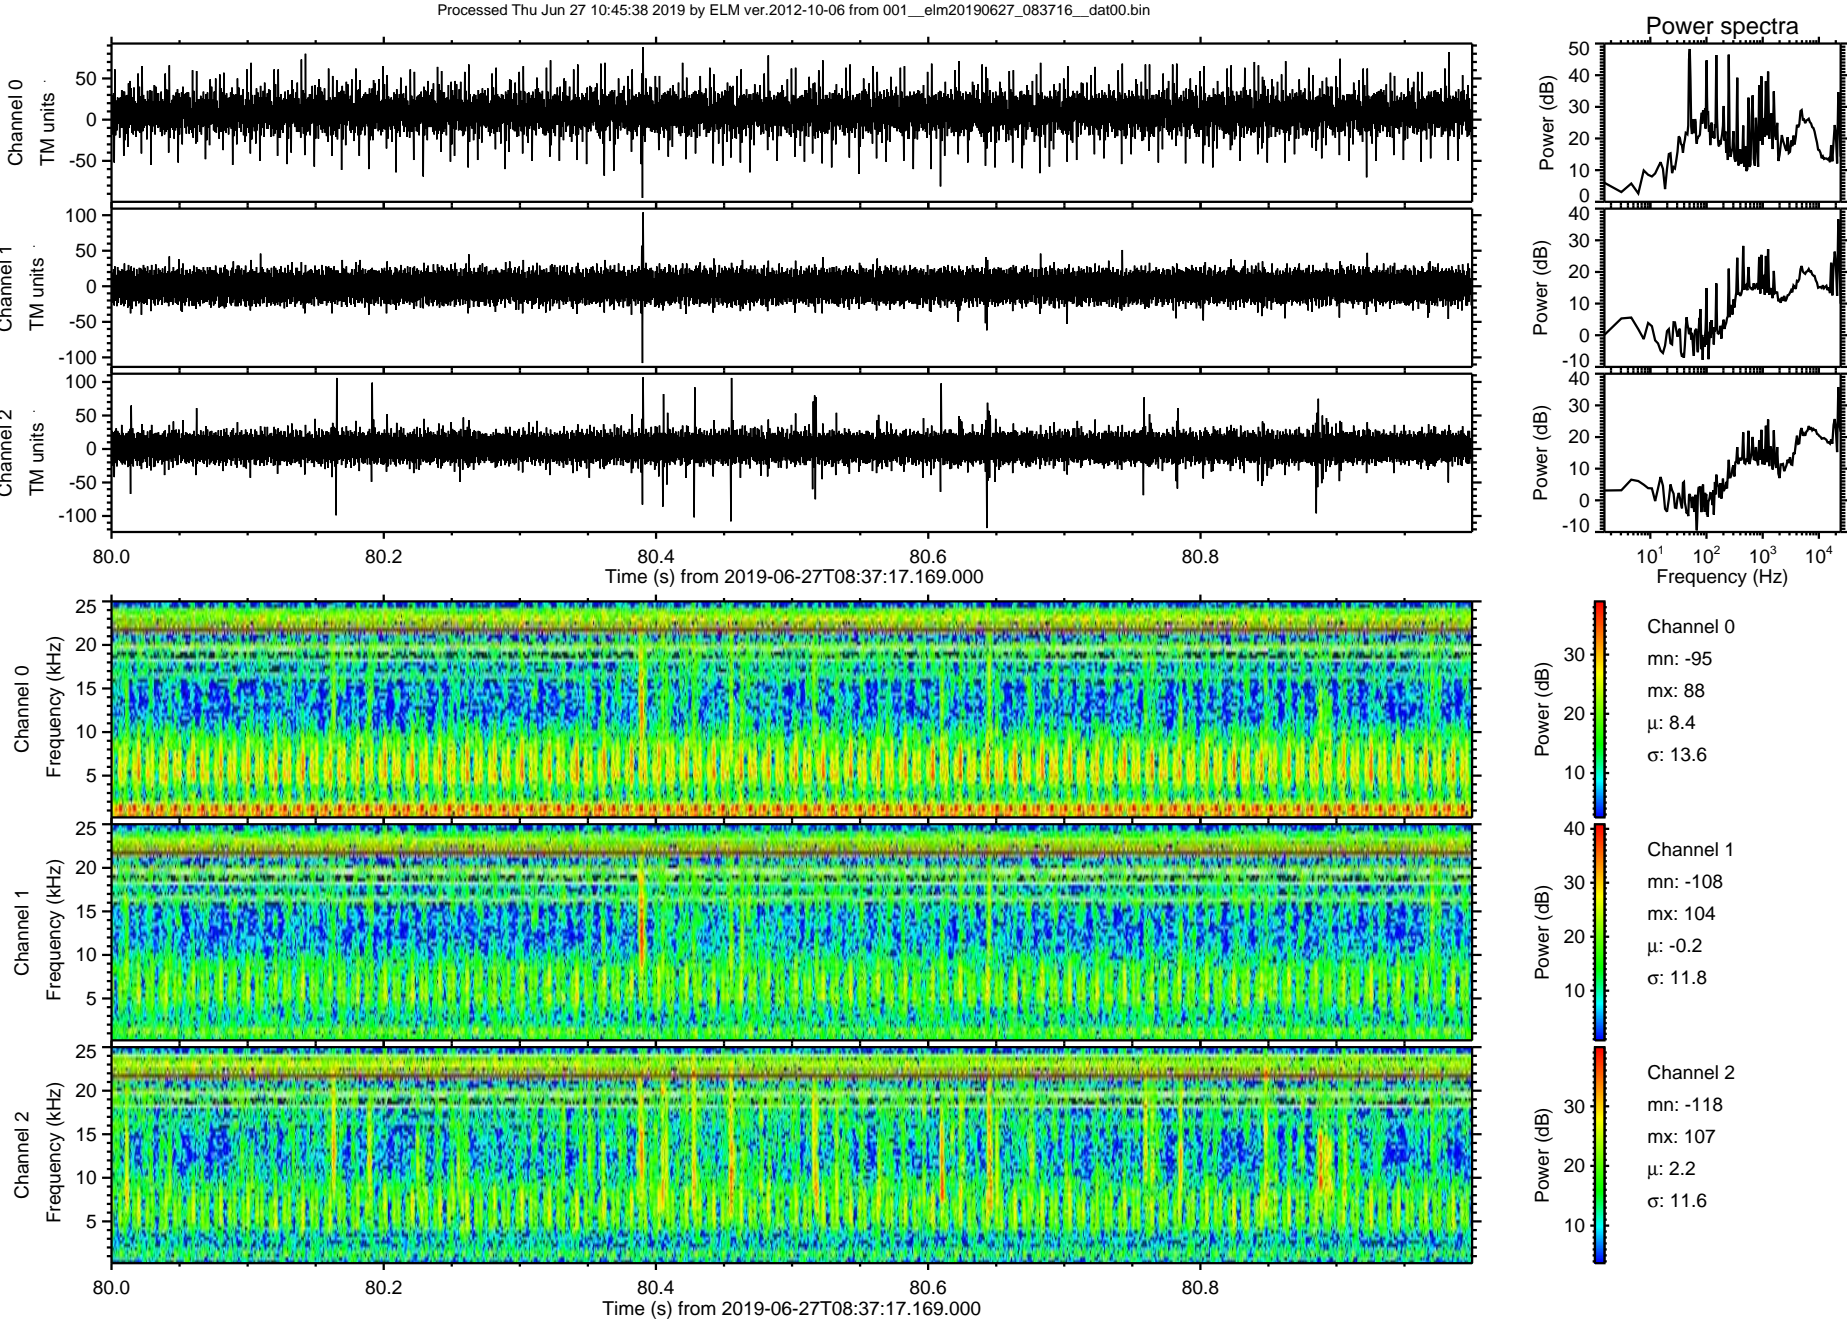 Processed Thu Jun 27 10:45:38 2019 by ELM ver.2012-10-06 from 001__elm20190627_083716__dat00.bin
Power spectra
Channel 0
TM units
50
0
-50
Power (dB)
50
40
30
20
10
0
Channel 1
TM units
100
50
0
-50
-100
Power (dB)
40
30
20
10
0
-10
Channel 2
TM units
100
50
0
-50
-100
Power (dB)
40
30
20
10
0
-10
80.0 80.2 80.4 80.6 80.8
Time (s) from 2019-06-27T08:37:17.169.000
10¹ 10² 10³ 10⁴
Frequency (Hz)
Channel 0
Frequency (kHz)
25
20
15
10
5
Power (dB)
30
20
10
Channel 0
mn: -95
mx: 88
μ: 8.4
σ: 13.6
Channel 1
Frequency (kHz)
25
20
15
10
5
Power (dB)
40
30
20
10
Channel 1
mn: -108
mx: 104
μ: -0.2
σ: 11.8
Channel 2
Frequency (kHz)
25
20
15
10
5
Power (dB)
30
20
10
Channel 2
mn: -118
mx: 107
μ: 2.2
σ: 11.6
80.0 80.2 80.4 80.6 80.8
Time (s) from 2019-06-27T08:37:17.169.000